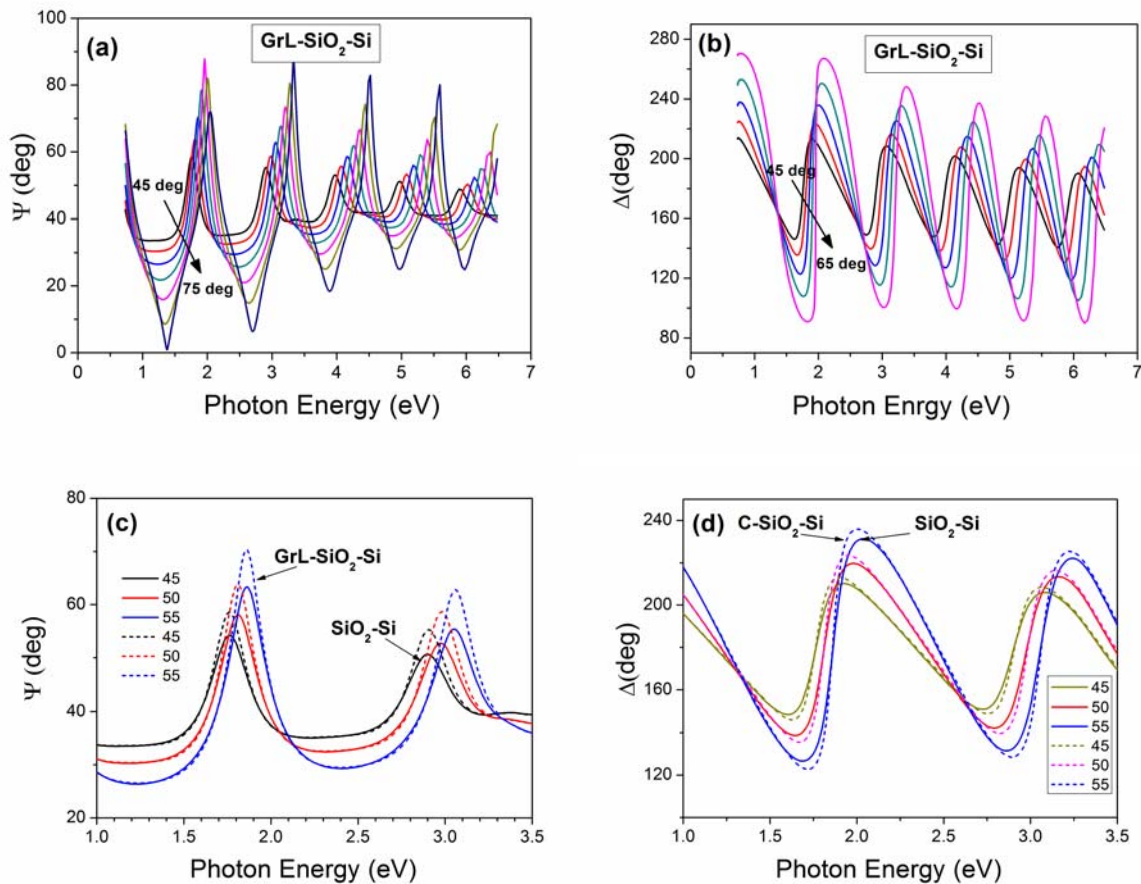 (a)
GrL-SiO₂-Si
Ψ (deg)
100
80
60
40
20
0
45 deg
75 deg
0 1 2 3 4 5 6 7
Photon Energy (eV)
(b)
GrL-SiO₂-Si
Δ(deg)
280
240
200
160
120
80
45 deg
65 deg
0 1 2 3 4 5 6 7
Photon Enrgy (eV)
(c)
Ψ (deg)
80
60
40
20
45
50
55
45
50
55
GrL-SiO₂-Si
SiO₂-Si
1.0 1.5 2.0 2.5 3.0 3.5
Photon Energy (eV)
(d)
C-SiO₂-Si
SiO₂-Si
Δ(deg)
240
200
160
120
45
50
55
45
50
55
1.0 1.5 2.0 2.5 3.0 3.5
Photon Energy (eV)